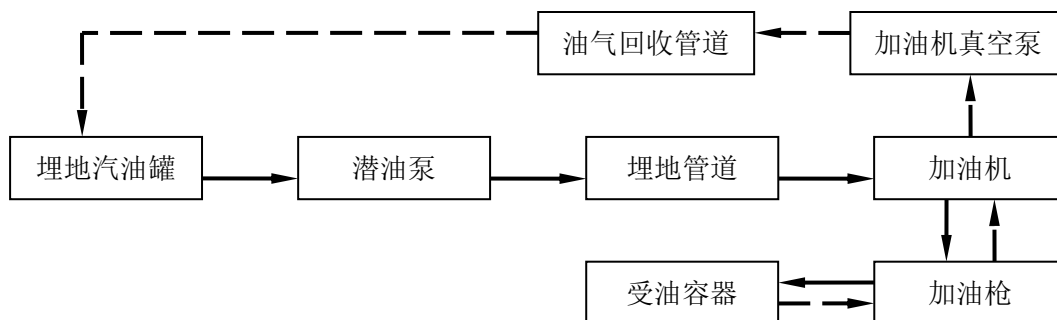 油气回收管道
加油机真空泵
埋地汽油罐
潜油泵
埋地管道
加油机
受油容器
加油枪